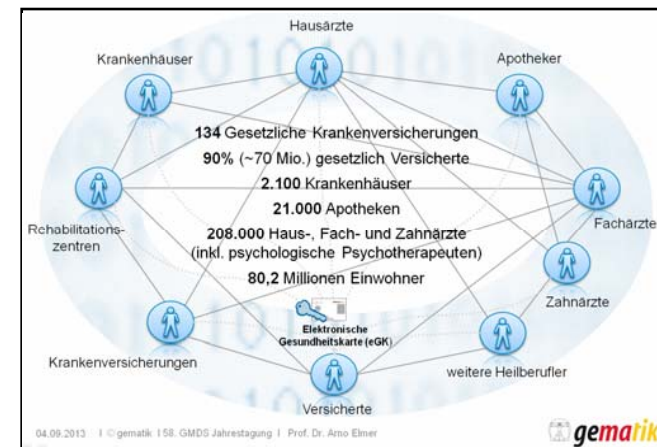 Hausärzte
Krankenhäuser
Apotheker
134 Gesetzliche Krankenversicherungen
90% (~70 Mio.) gesetzlich Versicherte
2.100 Krankenhäuser
21.000 Apotheken
208.000 Haus-, Fach- und Zahnärzte
(inkl. psychologische Psychotherapeuten)
80,2 Millionen Einwohner
Rehabilitations-
zentren
Fachärzte
Zahnärzte
Elektronische
Gesundheitskarte (eGK)
Krankenversicherungen
weitere Heilberufler
Versicherte
04.09.2013 I © gematik I 58. GMDS Jahrestagung I Prof. Dr. Arno Elmer
gematik